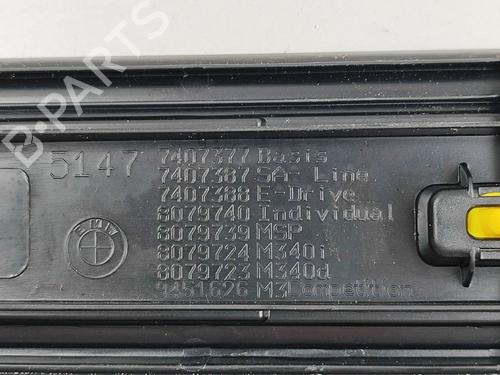 B-PARTS
5147 7407377 Basis
7407387 SA- Line
7407388 E-Drive
8079740 Individual
8079739 MSP
8079724 M340i
8079723 M340d
9451626 M3Competition
BMW